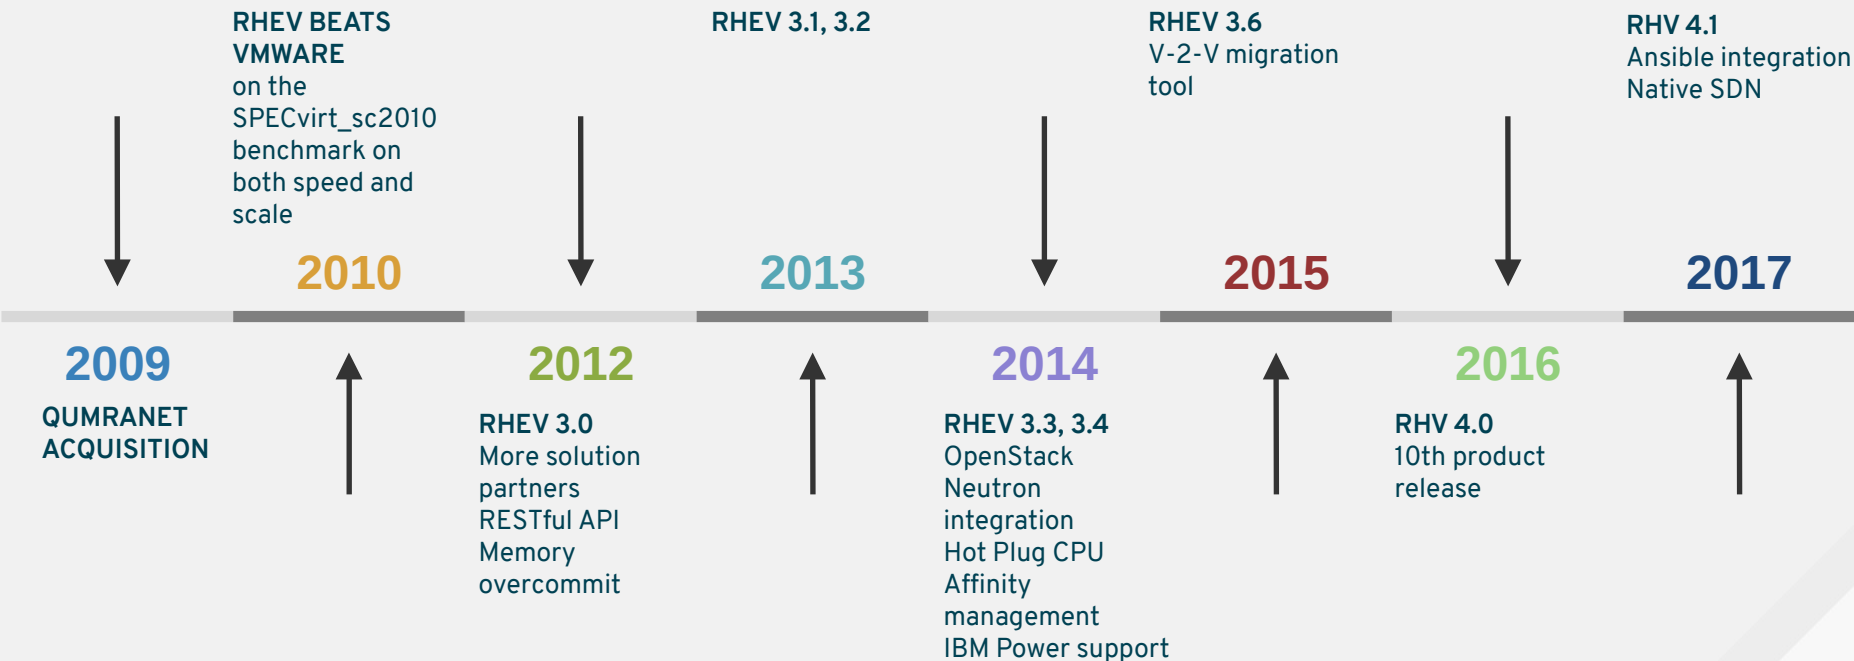 RHEV BEATS
VMWARE
on the
SPECvirt_sc2010
benchmark on
both speed and
scale
RHEV 3.1, 3.2
RHEV 3.6
V-2-V migration
tool
RHV 4.1
Ansible integration
Native SDN
2010
2013
2015
2017
2009
QUMRANET
ACQUISITION
2012
RHEV 3.0
More solution
partners
RESTful API
Memory
overcommit
2014
RHEV 3.3, 3.4
OpenStack
Neutron
integration
Hot Plug CPU
Affinity
management
IBM Power support
2016
RHV 4.0
10th product
release